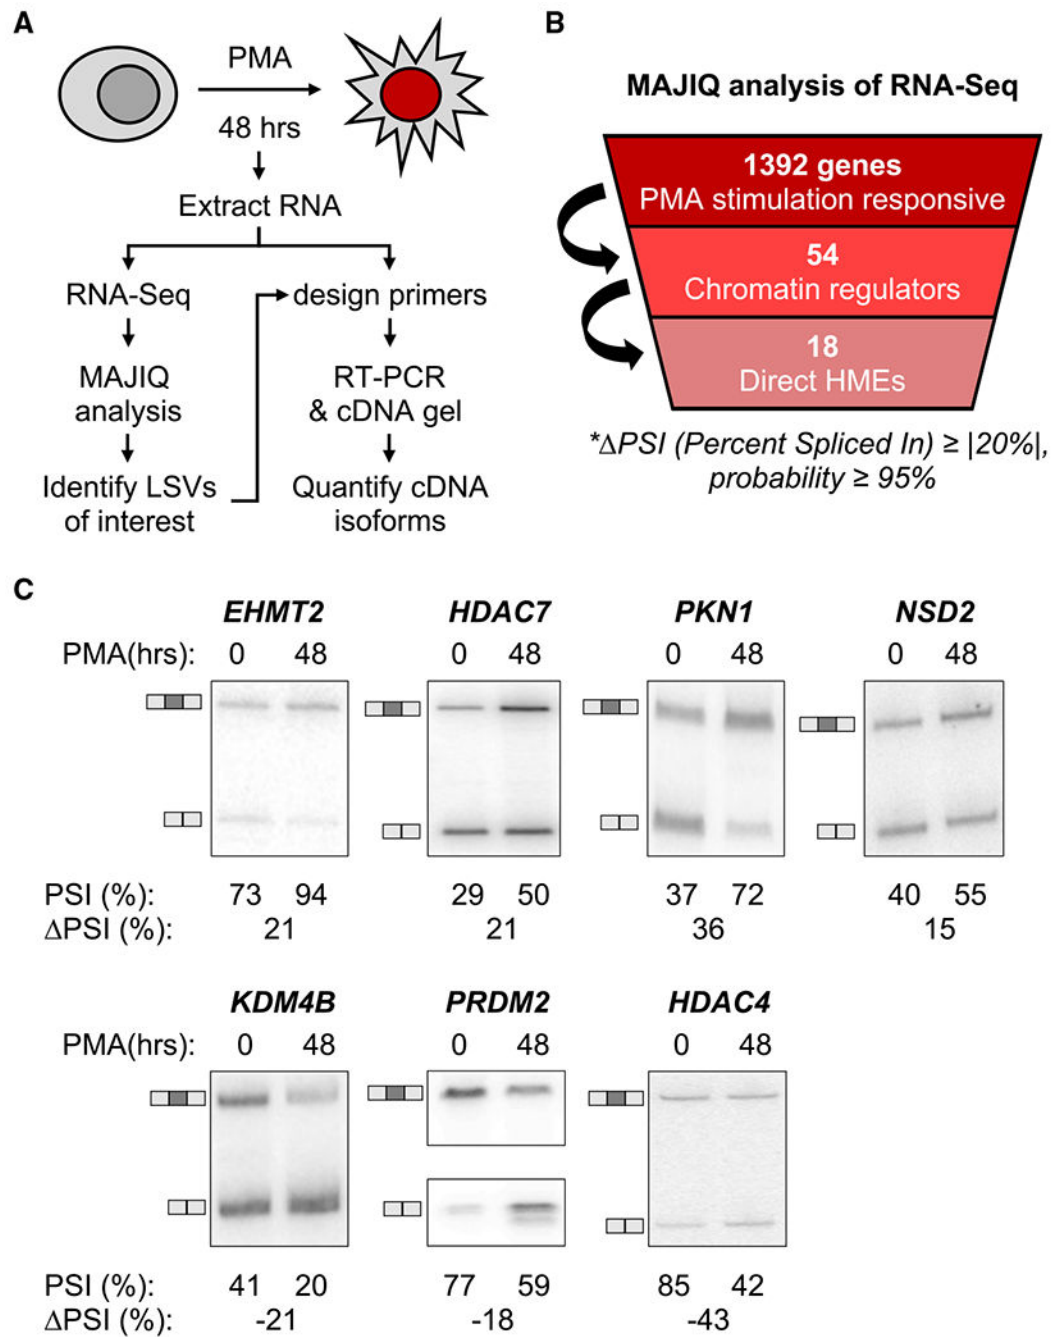 A
PMA
48 hrs
Extract RNA
RNA-Seq
design primers
MAJIQ
analysis
RT-PCR
& cDNA gel
Identify LSVs
of interest
Quantify cDNA
isoforms
B
MAJIQ analysis of RNA-Seq
1392 genes
PMA stimulation responsive
54
Chromatin regulators
18
Direct HMEs
*ΔPSI (Percent Spliced In) ≥ |20%|,
probability ≥ 95%
C
EHMT2 HDAC7 PKN1 NSD2
PMA(hrs): 0 48 0 48 0 48 0 48
PSI (%): 73 94 29 50 37 72 40 55
ΔPSI (%): 21 21 36 15
KDM4B PRDM2 HDAC4
PMA(hrs): 0 48 0 48 0 48
PSI (%): 41 20 77 59 85 42
ΔPSI (%): -21 -18 -43